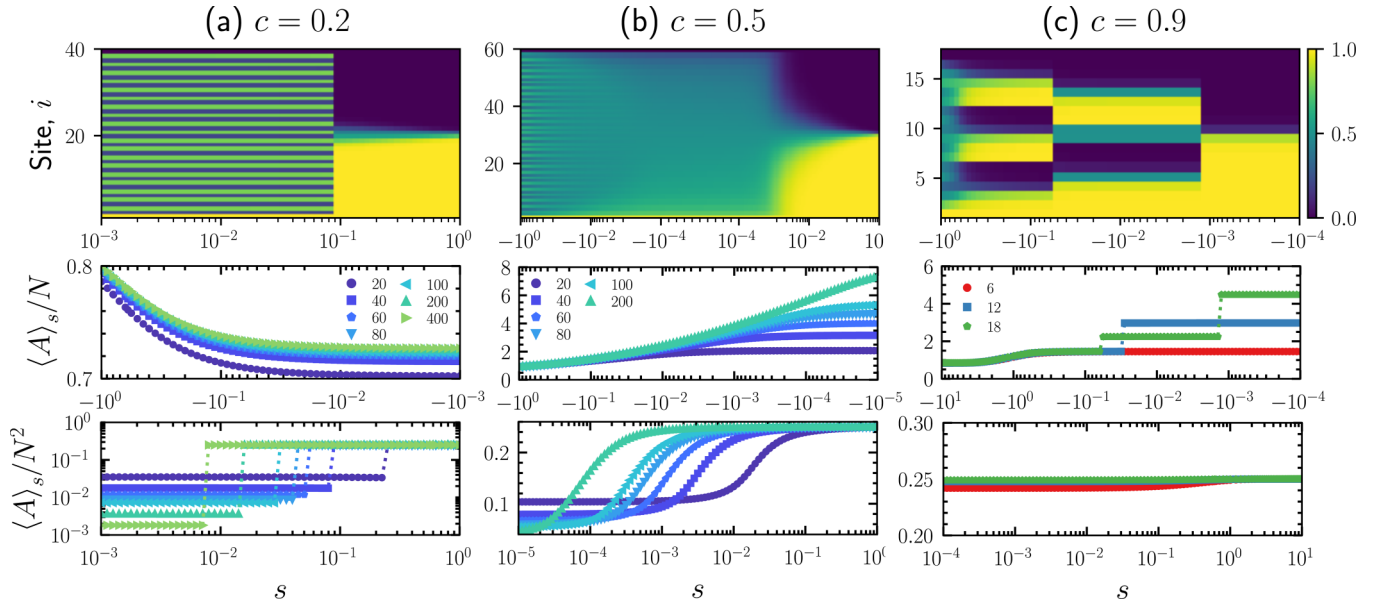 (a) c = 0.2
(b) c = 0.5
(c) c = 0.9
Site, i
40
20
10^{-3} 10^{-2} 10^{-1} 10^{0}
60
40
20
-10^{0} -10^{-2} -10^{-4} 10^{-4} 10^{-2} 10
15
10
5
-10^{0} -10^{-1} -10^{-2} -10^{-3} -10^{-4}
1.0
0.5
0.0
⟨A⟩_s/N
0.8
0.7
20 100
40 200
60 400
80
-10^{0} -10^{-1} -10^{-2} -10^{-3}
8
6
4
2
0
20 100
40 200
60
80
-10^{0} -10^{-1} -10^{-2} -10^{-3} -10^{-4} -10^{-5}
6
4
2
0
6
12
18
-10^{1} -10^{0} -10^{-1} -10^{-2} -10^{-3} -10^{-4}
⟨A⟩_s/N^2
10^{0}
10^{-1}
10^{-2}
10^{-3}
10^{-3} 10^{-2} 10^{-1} 10^{0}
s
0.2
0.1
10^{-5} 10^{-4} 10^{-3} 10^{-2} 10^{-1} 10^{0}
s
0.30
0.25
0.20
10^{-4} 10^{-3} 10^{-2} 10^{-1} 10^{0} 10^{1}
s